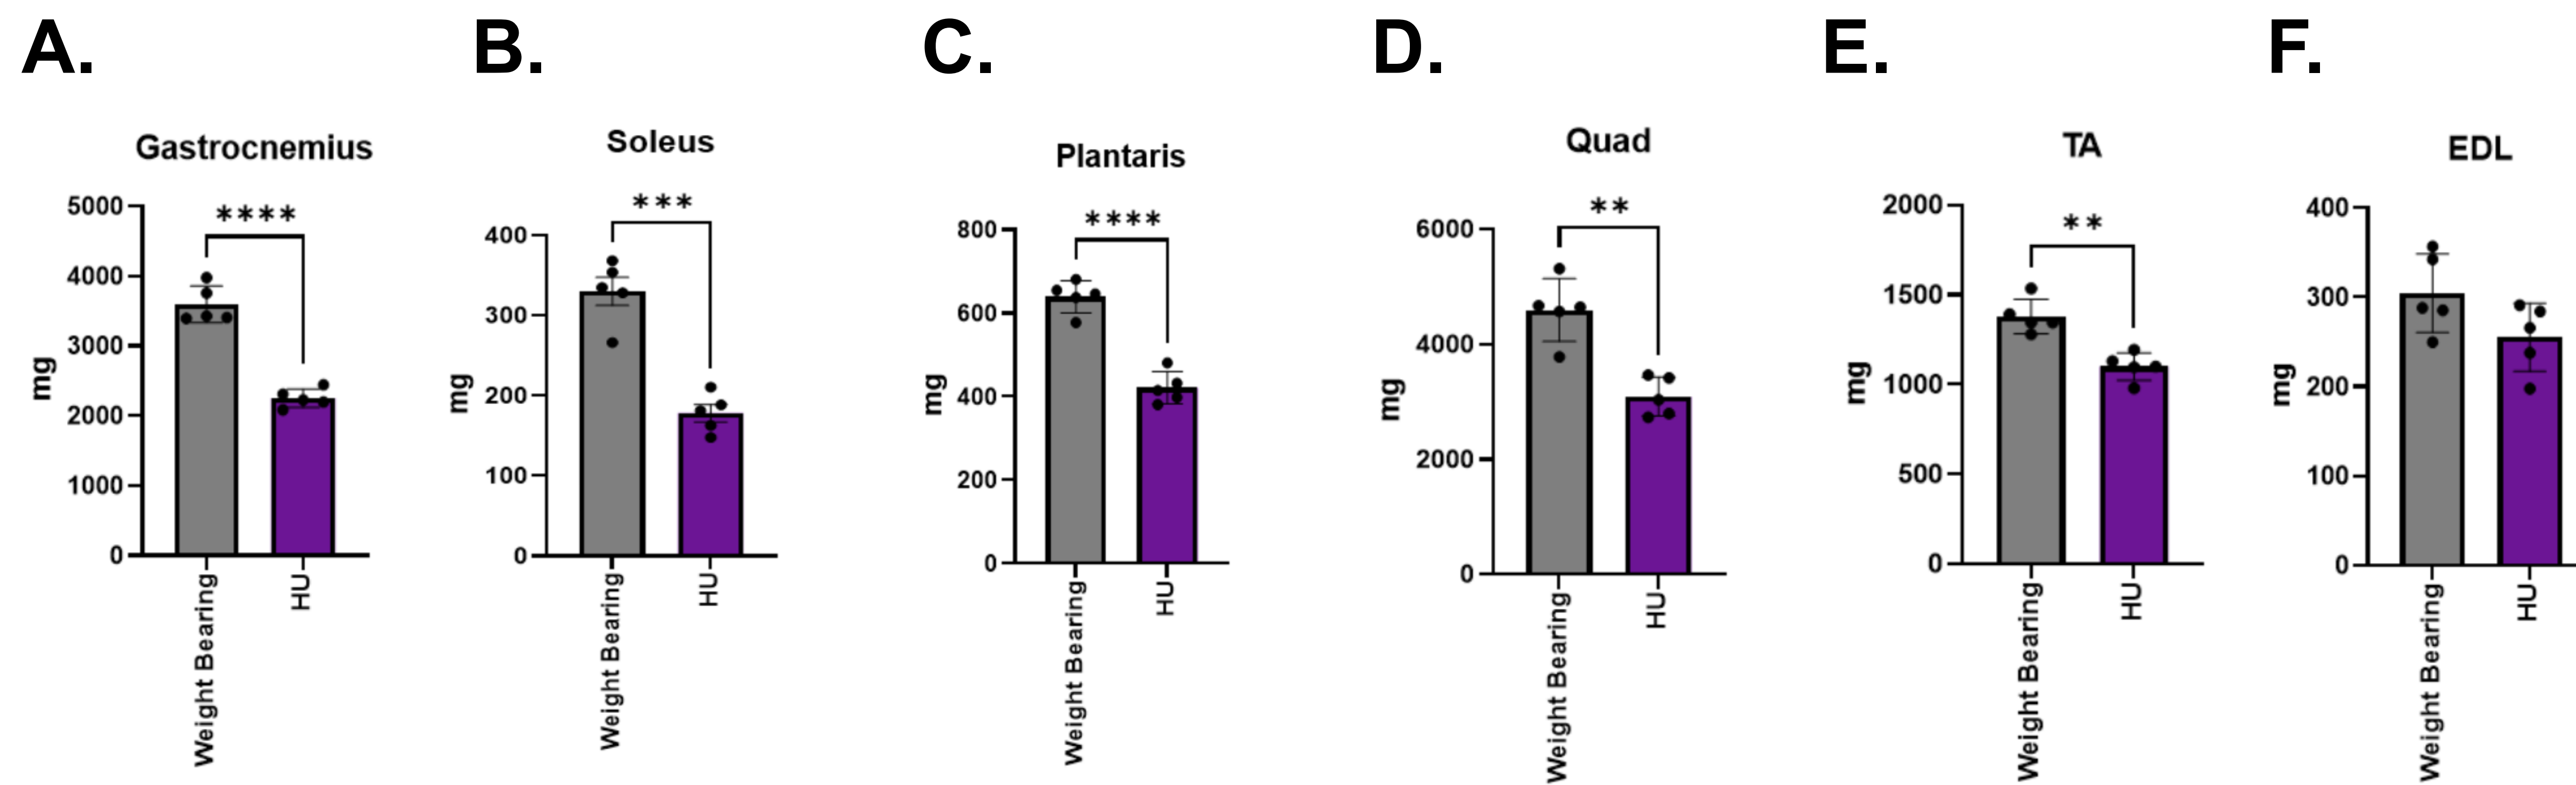 A.
Gastrocnemius
****
5000
4000
3000
2000
1000
0
mg
Weight Bearing
HU
B.
Soleus
***
400
300
200
100
0
mg
Weight Bearing
HU
C.
Plantaris
****
800
600
400
200
0
mg
Weight Bearing
HU
D.
Quad
**
6000
4000
2000
0
mg
Weight Bearing
HU
E.
TA
**
2000
1500
1000
500
0
mg
Weight Bearing
HU
F.
EDL
400
300
200
100
0
mg
Weight Bearing
HU